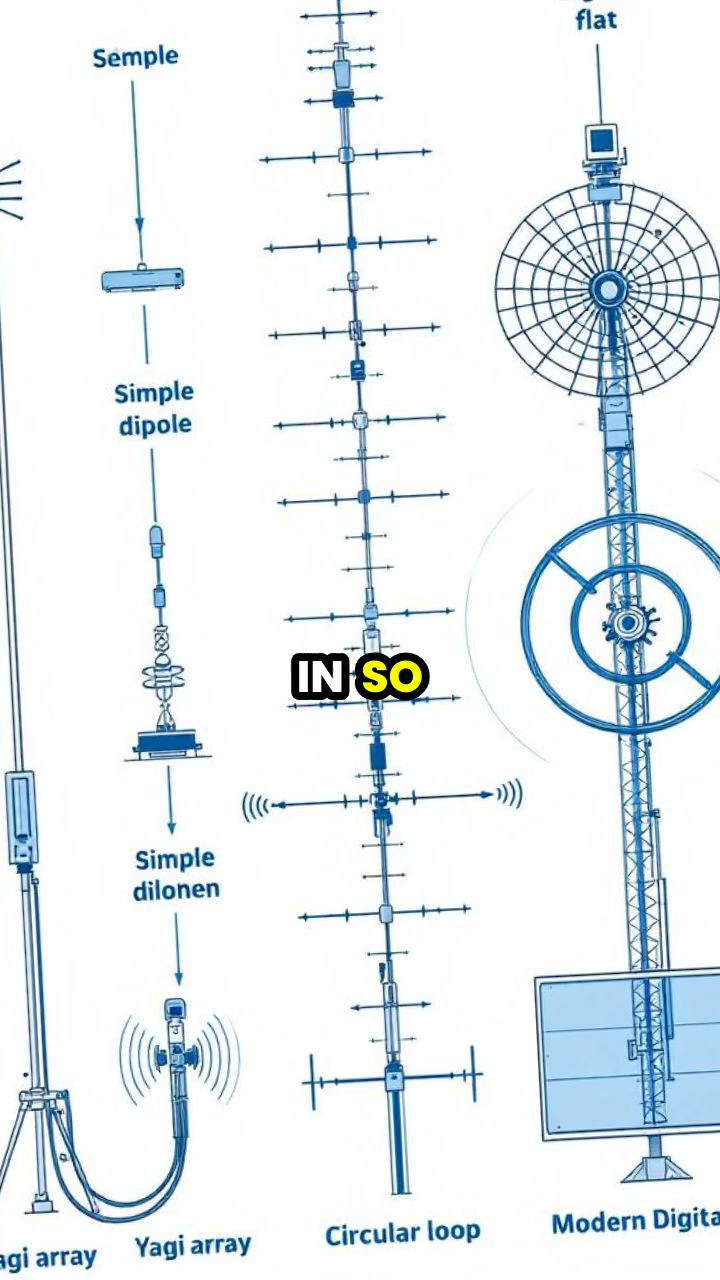 Semple
flat
Simple
dipole
IN SO
Simple
dilonen
agi array
Yagi array
Circular loop
Modern Digita